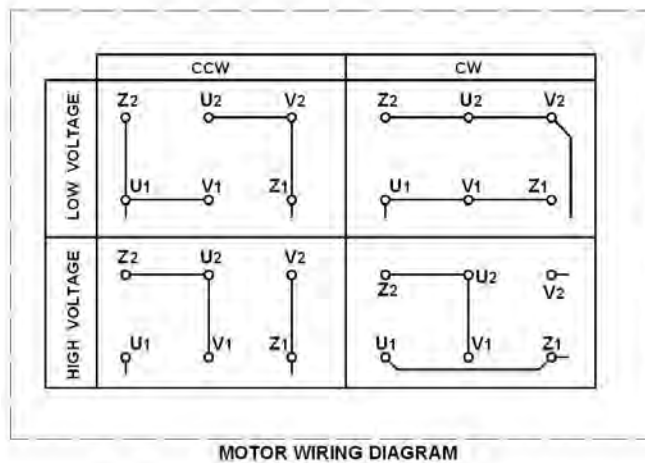 CCW CW
LOW VOLTAGE
Z2 U2 V2 Z2 U2 V2
U1 V1 Z1 U1 V1 Z1
HIGH VOLTAGE
Z2 U2 V2 Z2 U2 V2
U1 V1 Z1 U1 V1 Z1
MOTOR WIRING DIAGRAM